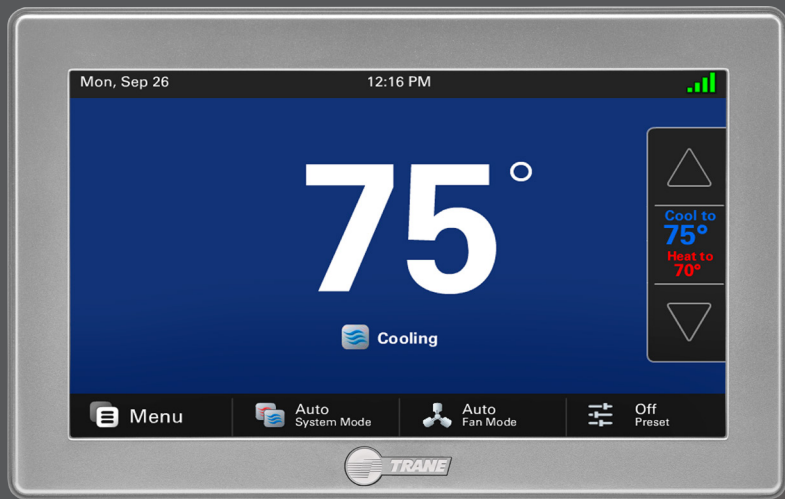 Mon, Sep 26
12:16 PM
75°
Cooling
Cool to
75°
Heat to
70°
Menu
Auto
System Mode
Auto
Fan Mode
Off
Preset
TRANE